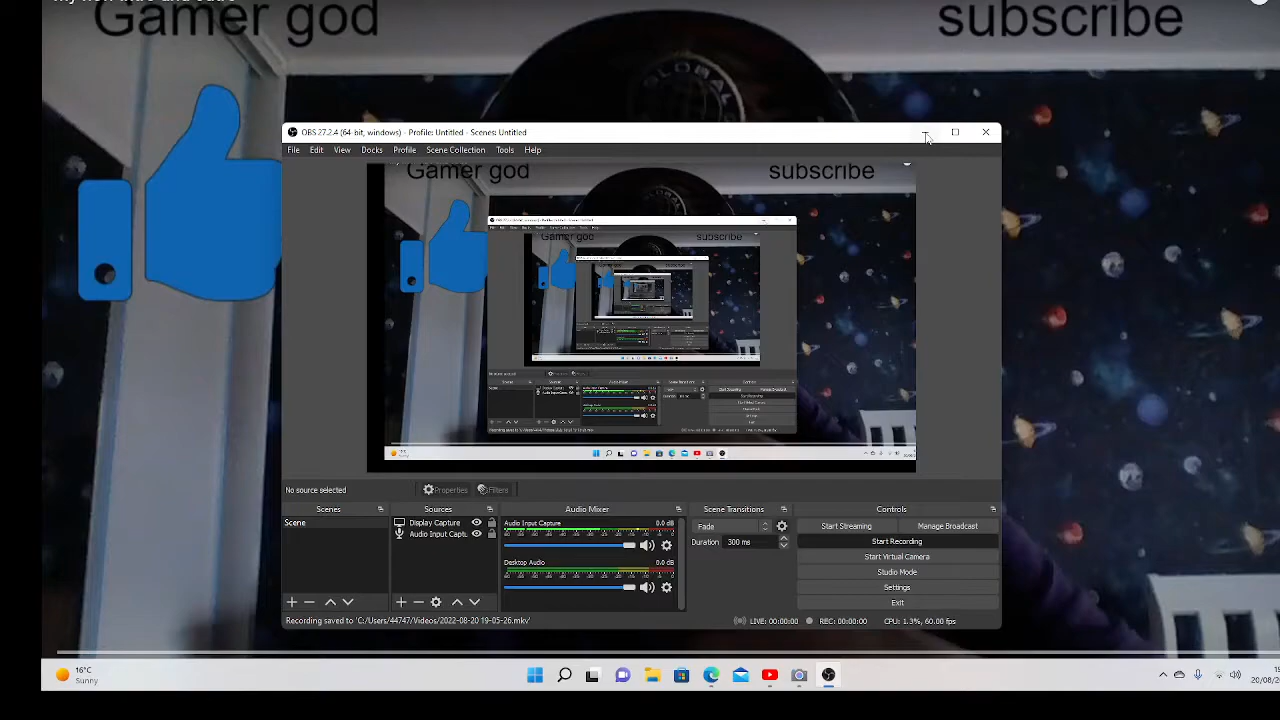 Gamer god
subscribe
GLOBAL
OBS 27.2.4 (64-bit, windows) - Profile: Untitled - Scenes: Untitled
File Edit View Docks Profile Scene Collection Tools Help
Gamer god
subscribe
Gamer god
subscribe
No source selected
Properties
Filters
Scenes
Sources
Audio Mixer
Scene Transitions
Controls
Scene
Display Capture
Audio Input Captu
Audio Input Capture
0.0 dB
Desktop Audio
0.0 dB
Fade
Duration
300 ms
Start Streaming
Manage Broadcast
Start Recording
Start Virtual Camera
Studio Mode
Settings
Exit
Recording saved to 'C:/Users/44747/Videos/2022-08-20 19-05-26.mkv'
LIVE: 00:00:00
REC: 00:00:00
CPU: 1.3%, 60.00 fps
16°C
Sunny